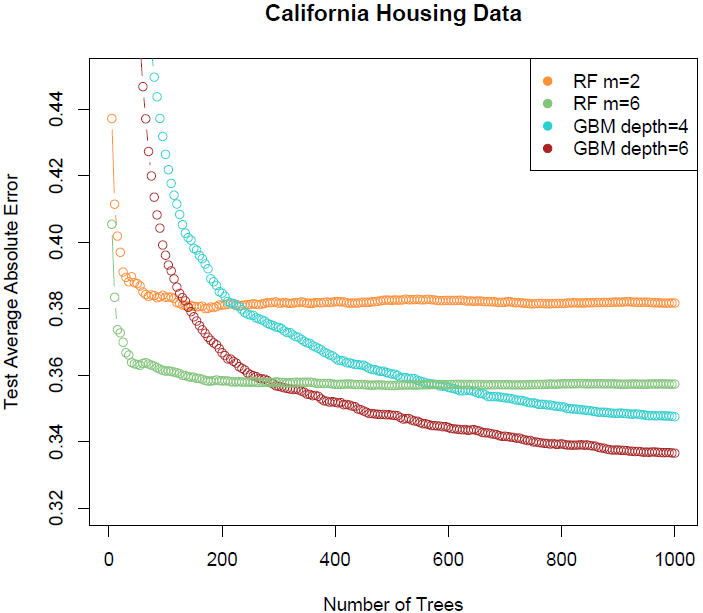 California Housing Data
RF m=2
RF m=6
GBM depth=4
GBM depth=6
Test Average Absolute Error
0.44
0.42
0.40
0.38
0.36
0.34
0.32
0 200 400 600 800 1000
Number of Trees